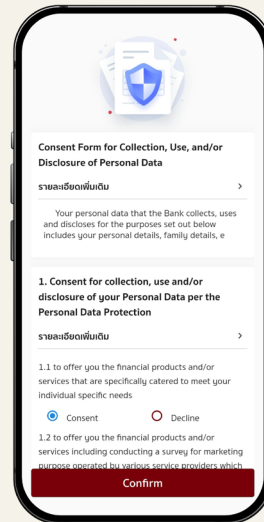 Consent Form for Collection, Use, and/or
Disclosure of Personal Data
รายละเอียดเพิ่มเติม >
Your personal data that the Bank collects, uses
and discloses for the purposes set out below
includes your personal details, family details, e
1. Consent for collection, use and/or
disclosure of your Personal Data per the
Personal Data Protection
รายละเอียดเพิ่มเติม >
1.1 to offer you the financial products and/or
services that are specifically catered to meet your
individual specific needs
Consent Decline
1.2 to offer you the financial products and/or
services including conducting a survey for marketing
purpose operated by various service providers which
Confirm